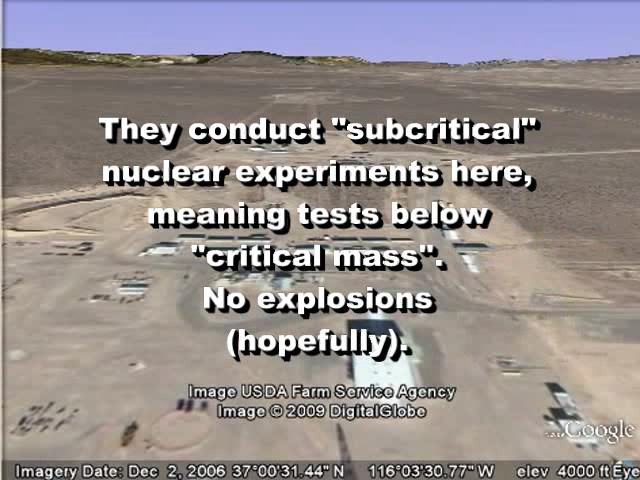 They conduct "subcritical"
nuclear experiments here,
meaning tests below
"critical mass".
No explosions
(hopefully).
Image USDA Farm Service Agency
Image © 2009 DigitalGlobe
Google
Imagery Date: Dec 2, 2006 37°00'31.44" N 116°03'30.77" W elev 4000 ft Eye